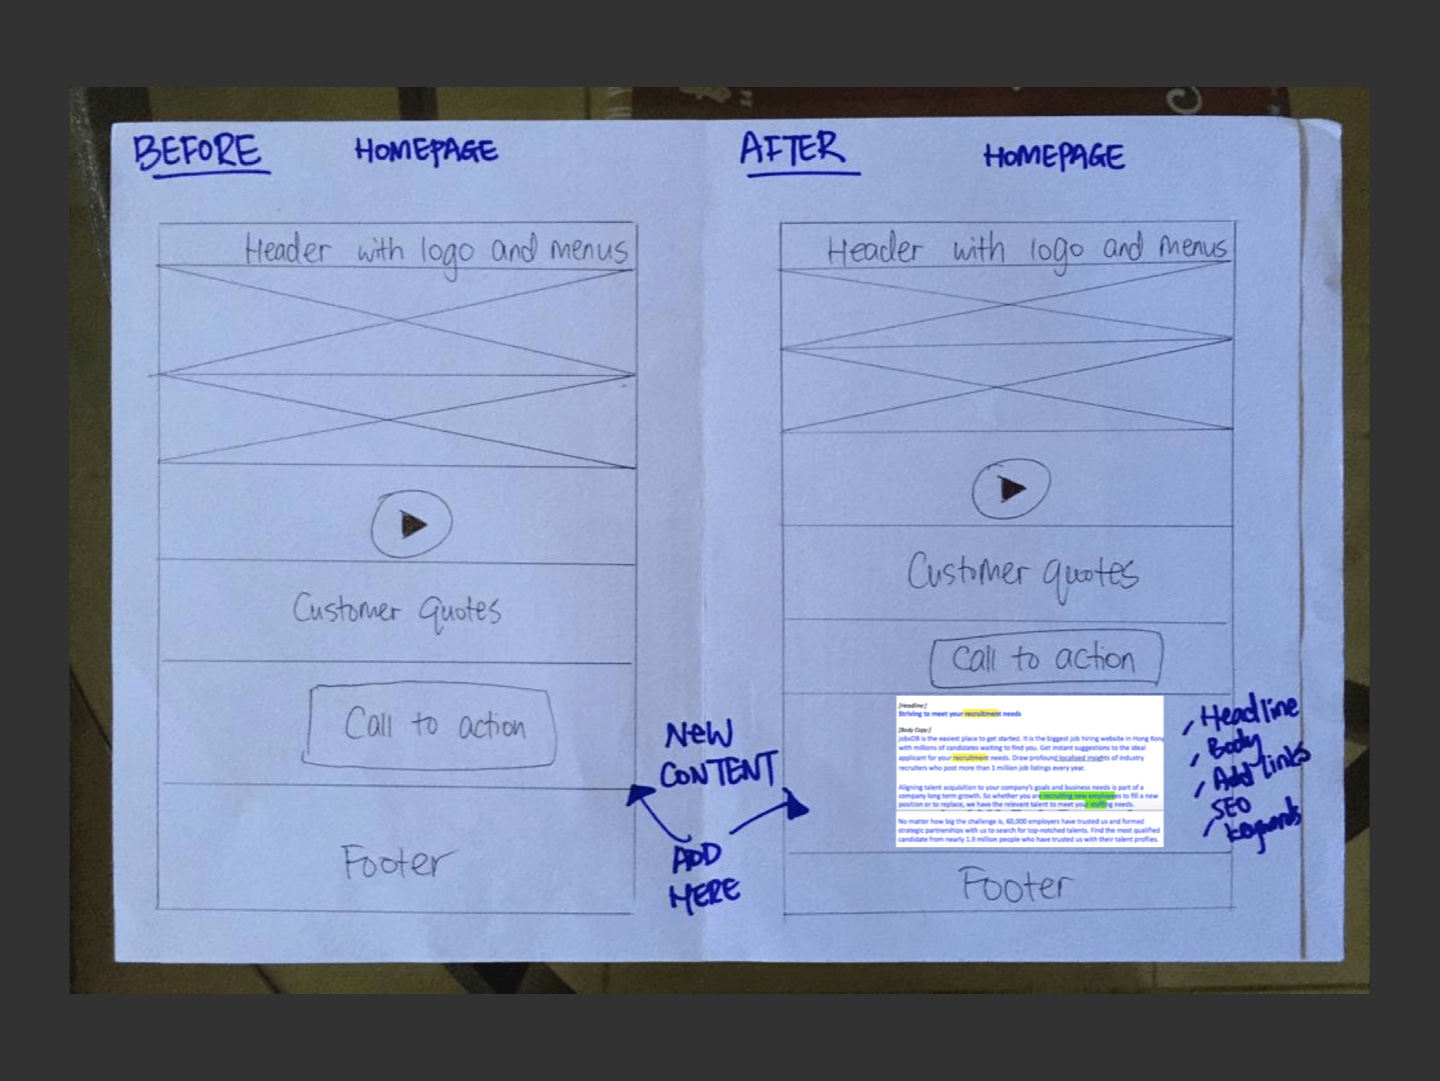 BEFORE HOMEPAGE
Header with logo and menus
Customer quotes
Call to action
Footer
NEW
CONTENT
ADD
HERE
AFTER HOMEPAGE
Header with logo and menus
Customer quotes
Call to action
[Headline:]
Striving to meet your recruitment needs
[Body Copy:]
jobsDB is the easiest place to get started. It is the biggest job hiring website in Hong Kong
with millions of candidates waiting to find you. Get instant suggestions to the ideal
applicant for your recruitment needs. Draw profound localised insights of industry
recruiters who post more than 1 million job listings every year.
Aligning talent acquisition to your company's goals and business needs is part of a
company long term growth. So whether you are recruiting new employees to fill a new
position or to replace, we have the relevant talent to meet your staffing needs.
No matter how big the challenge is, 60,000 employers have trusted us and formed
strategic partnerships with us to search for top-notched talents. Find the most qualified
candidate from nearly 1.9 million people who have trusted us with their talent profiles.
Footer
Headline
Body
Add links
SEO
keywords